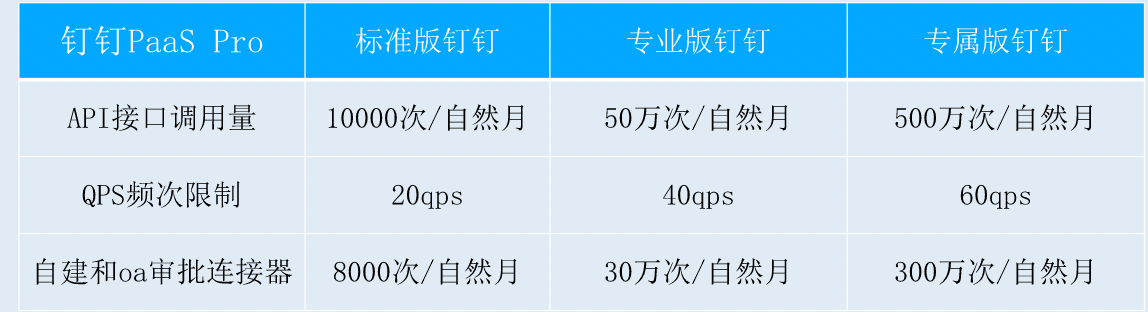 钉钉PaaS Pro 标准版钉钉 专业版钉钉 专属版钉钉
API接口调用量 10000次/自然月 50万次/自然月 500万次/自然月
QPS频次限制 20qps 40qps 60qps
自建和oa审批连接器 8000次/自然月 30万次/自然月 300万次/自然月